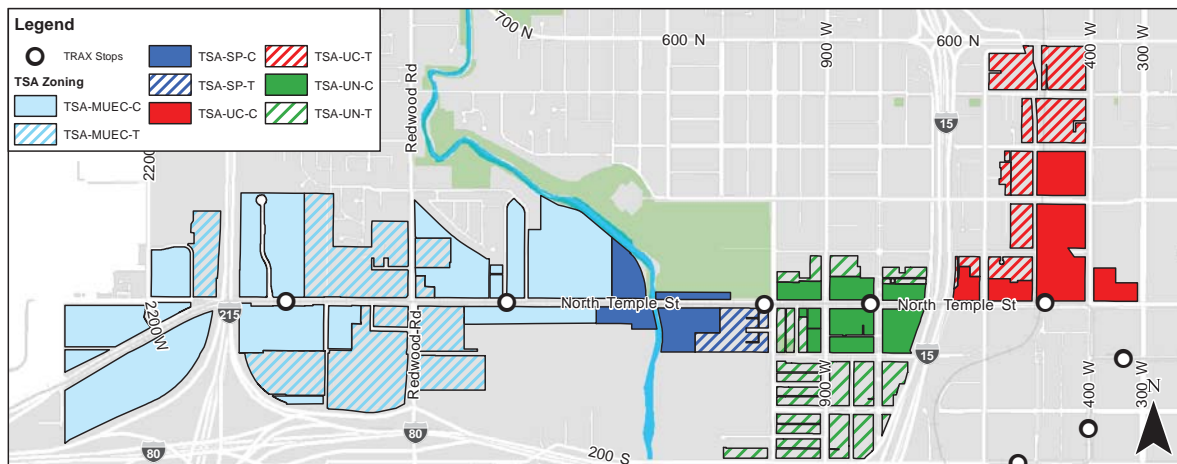 Legend
TRAX Stops
TSA Zoning
TSA-MUEC-C
TSA-MUEC-T
TSA-SP-C
TSA-SP-T
TSA-UC-C
TSA-UC-T
TSA-UN-C
TSA-UN-T
700 N
600 N
600 N
Redwood Rd
900 W
400 W
300 W
2200
15
North Temple St
North Temple St
2200 W
215
Redwood Rd
15
900 W
400 W
300 W
N
80
80
200 S